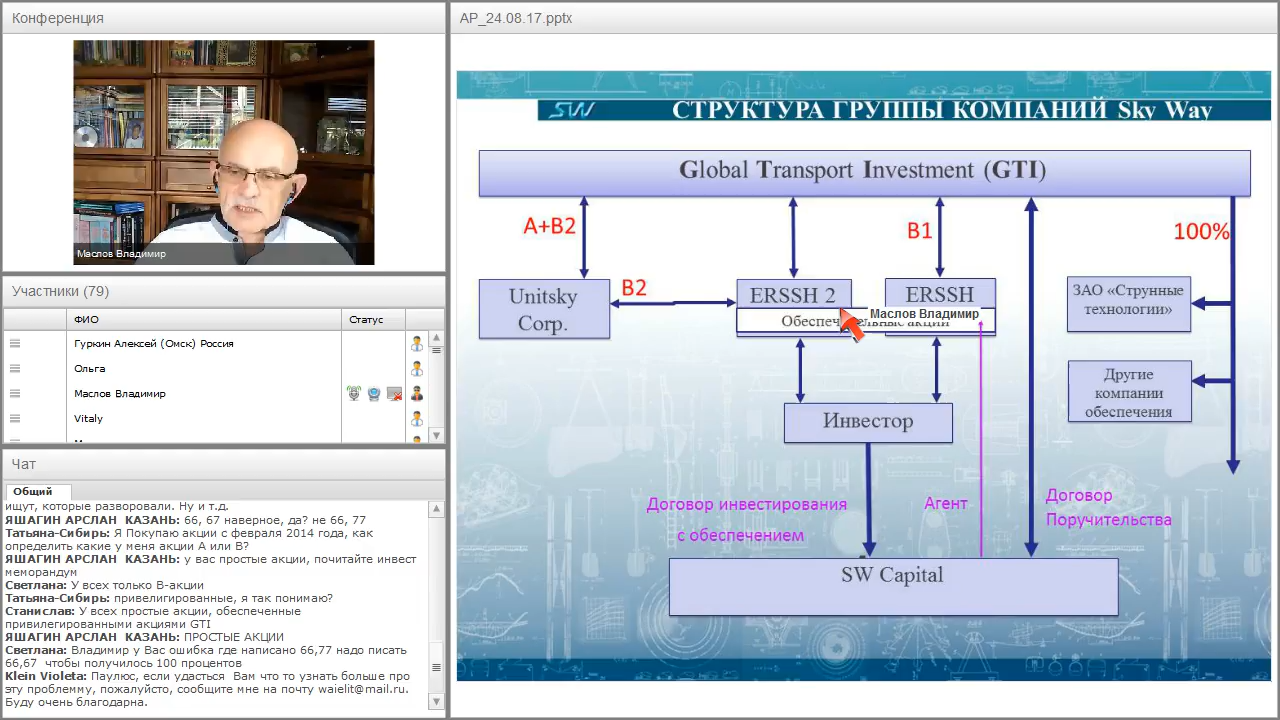 Конференция
Маслов Владимир
Участники (79)
ФИО
Статус
Гуркин Алексей (Омск) Россия
Ольга
Маслов Владимир
Vitaly
Чат
Общий
ищут, которые разворовали. Ну и т.д.
ЯШАГИН АРСЛАН КАЗАНЬ: 66, 67 наверное, да? не 66, 77
Татьяна-Сибирь: Я Покупаю акции с февраля 2014 года, как
определить какие у меня акции А или В?
ЯШАГИН АРСЛАН КАЗАНЬ: у вас простые акции, почитайте инвест
меморандум
Светлана: У всех только В-акции
Татьяна-Сибирь: привелигированные, я так понимаю?
Станислав: У всех простые акции, обеспеченные
привилегированными акциями GTI
ЯШАГИН АРСЛАН КАЗАНЬ: ПРОСТЫЕ АКЦИИ
Светлана: Владимир у Вас ошибка где написано 66,77 надо писать
66,67 чтобы получилось 100 процентов
Klein Violeta: Паулюс, если удасться Вам что то узнать больше про
эту проблемму, пожалуйсто, сообщите мне на почту waielit@mail.ru.
Буду очень благодарна.
AP_24.08.17.pptx
SW
СТРУКТУРА ГРУППЫ КОМПАНИЙ Sky Way
Global Transport Investment (GTI)
A+B2
B1
100%
Unitsky
Corp.
B2
ERSSH 2
ERSSH
Маслов Владимир
Обеспечительные акции
ЗАО «Струнные
технологии»
Другие
компании
обеспечения
Инвестор
Договор инвестирования
с обеспечением
Агент
Договор
Поручительства
SW Capital